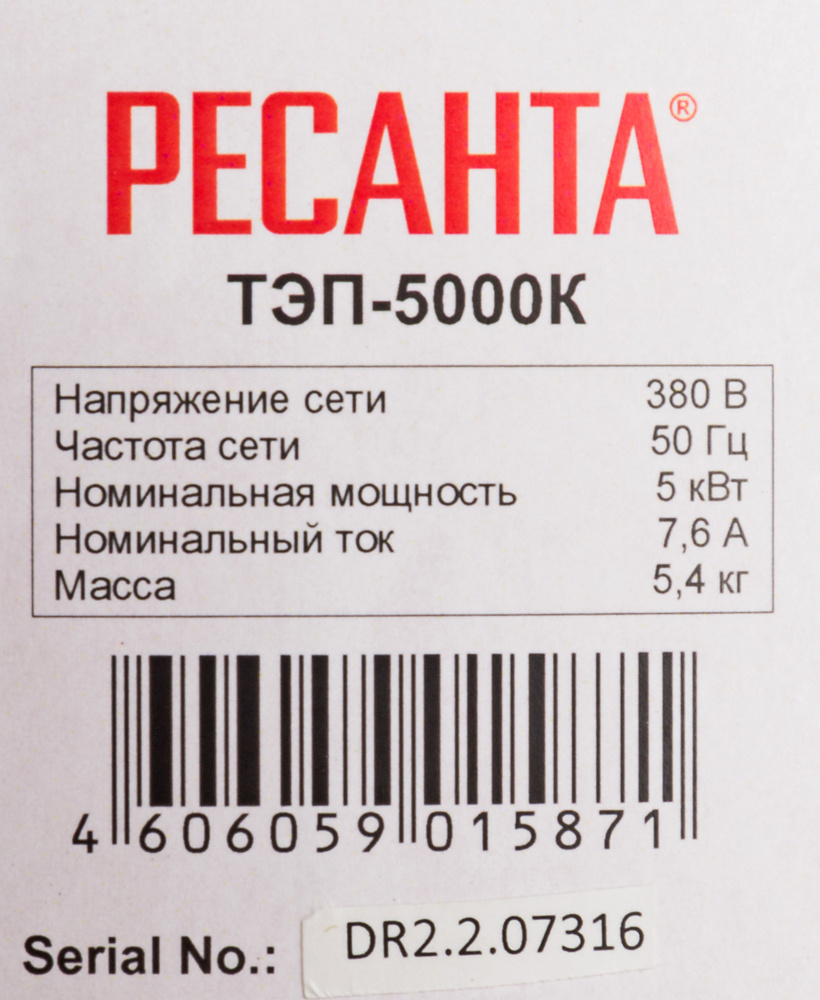 РЕСАНТА®
ТЭП-5000К
Напряжение сети 380 В
Частота сети 50 Гц
Номинальная мощность 5 кВт
Номинальный ток 7,6 А
Масса 5,4 кг
4 606059 015871
Serial No.: DR2.2.07316